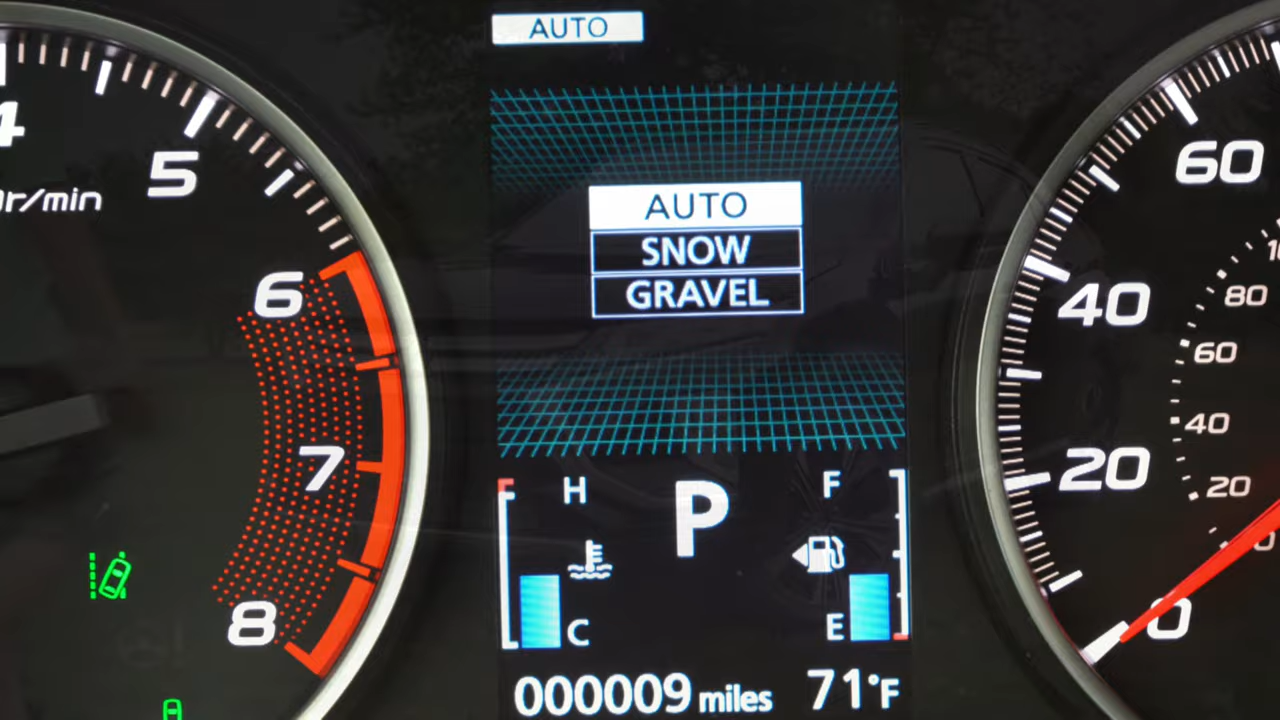 AUTO
4
5
r/min
6
7
8
AUTO
SNOW
GRAVEL
H
P
F
C
E
000009 miles
71°F
60
40
20
0
80
60
40
20
0